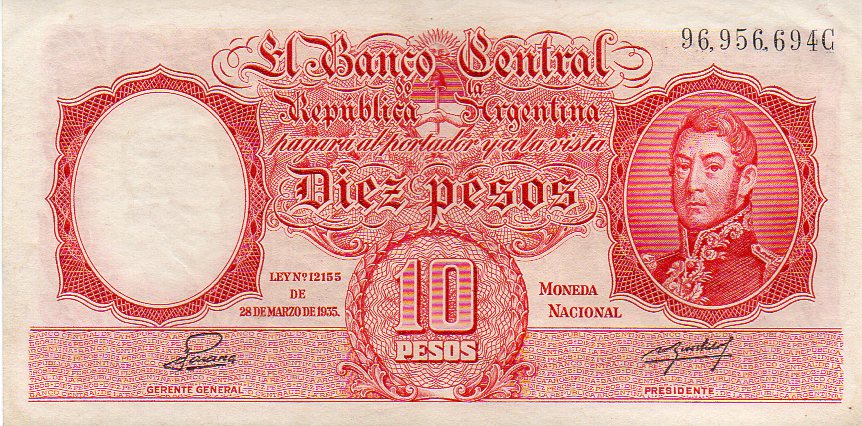 96,956,694C
El Banco Central
de la
República Argentina
pagará al portador y a la vista
Diez pesos
LEY Nº 12155
DE
28 DE MARZO DE 1935.
10
PESOS
MONEDA
NACIONAL
GERENTE GENERAL
PRESIDENTE